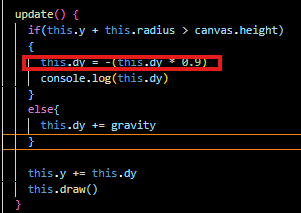 update() {
if(this.y + this.radius > canvas.height)
{
this.dy = -(this.dy * 0.9)
console.log(this.dy)
}
else{
this.dy += gravity
}
this.y += this.dy
this.draw()